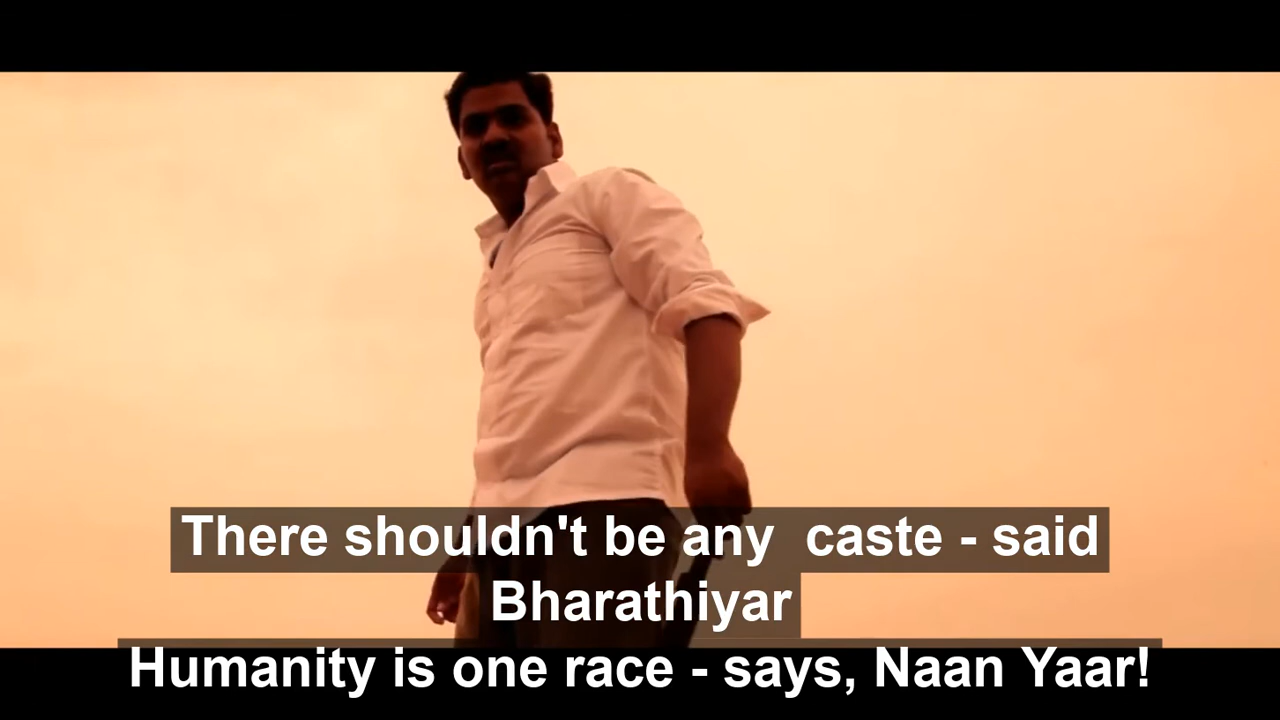 There shouldn't be any  caste - said
Bharathiyar
Humanity is one race - says, Naan Yaar!